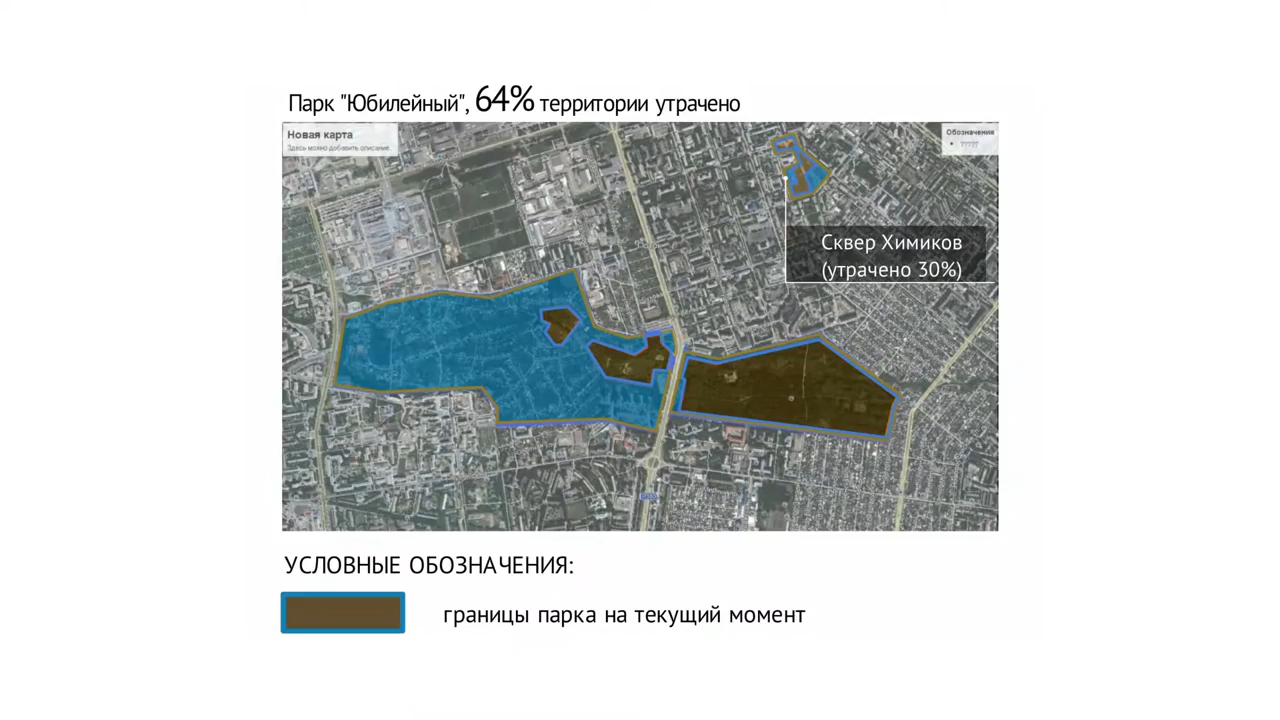 Парк "Юбилейный", 64% территории утрачено
Новая карта
Здесь можно добавить описание.
Обозначения
• ?????
Сквер Химиков
(утрачено 30%)
УСЛОВНЫЕ ОБОЗНАЧЕНИЯ:
границы парка на текущий момент